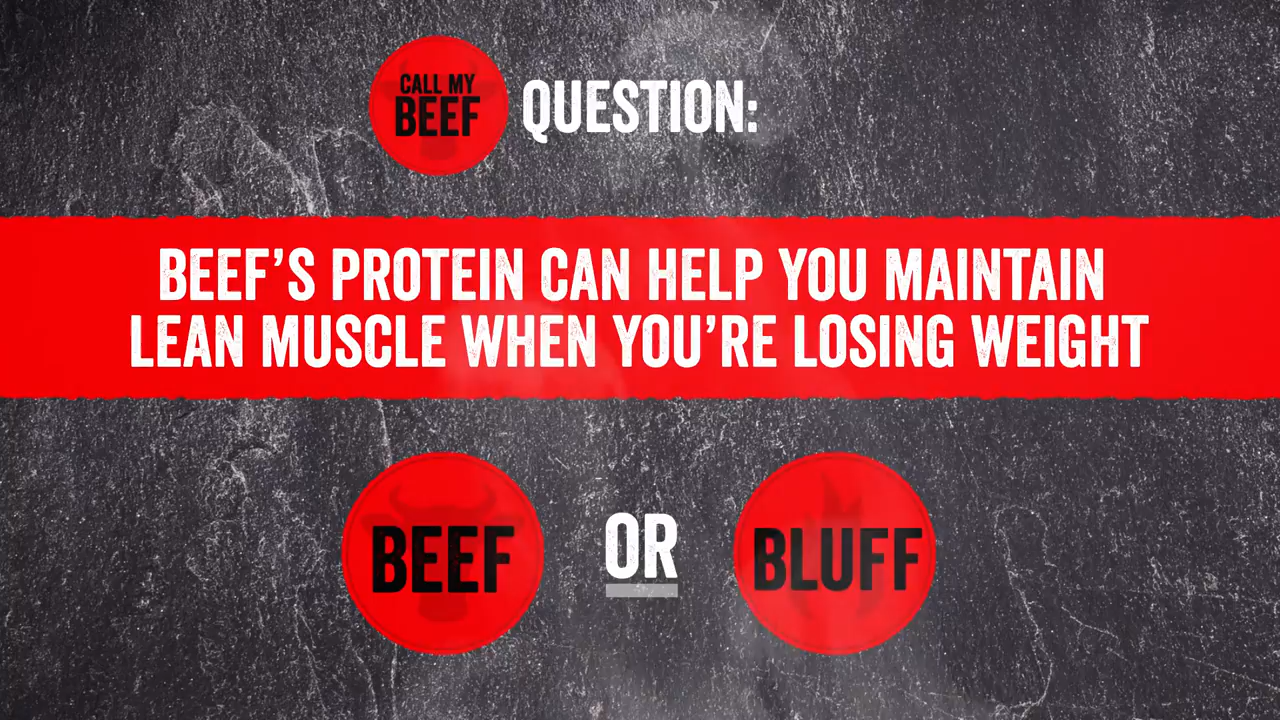 CALL MY
BEEF
QUESTION:
BEEF'S PROTEIN CAN HELP YOU MAINTAIN
LEAN MUSCLE WHEN YOU'RE LOSING WEIGHT
BEEF
OR
BLUFF